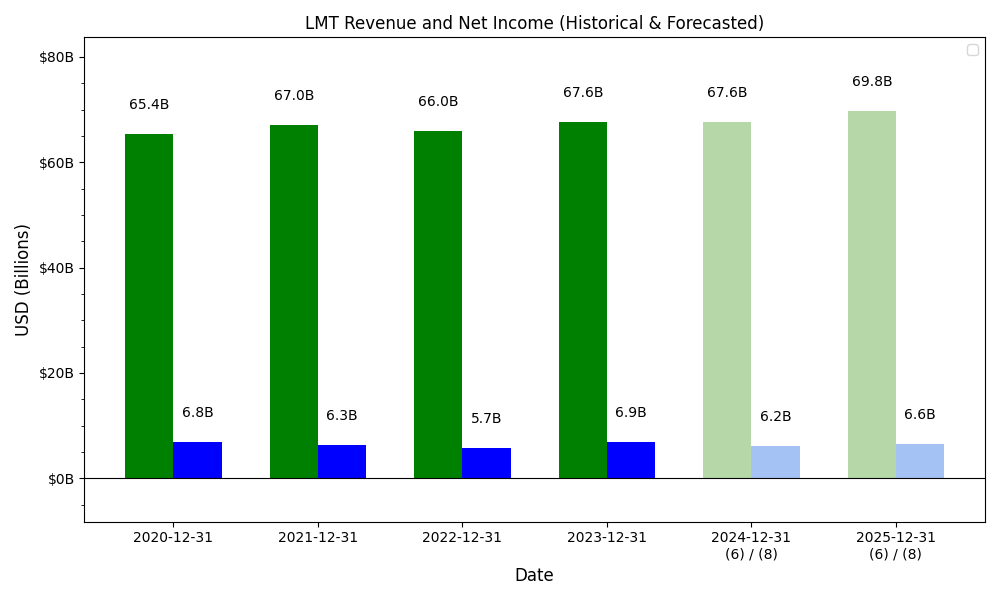 LMT Revenue and Net Income (Historical & Forecasted)
USD (Billions)
$80B
$60B
$40B
$20B
$0B
65.4B
6.8B
67.0B
6.3B
66.0B
5.7B
67.6B
6.9B
67.6B
6.2B
69.8B
6.6B
2020-12-31
2021-12-31
2022-12-31
2023-12-31
2024-12-31
(6) / (8)
2025-12-31
(6) / (8)
Date